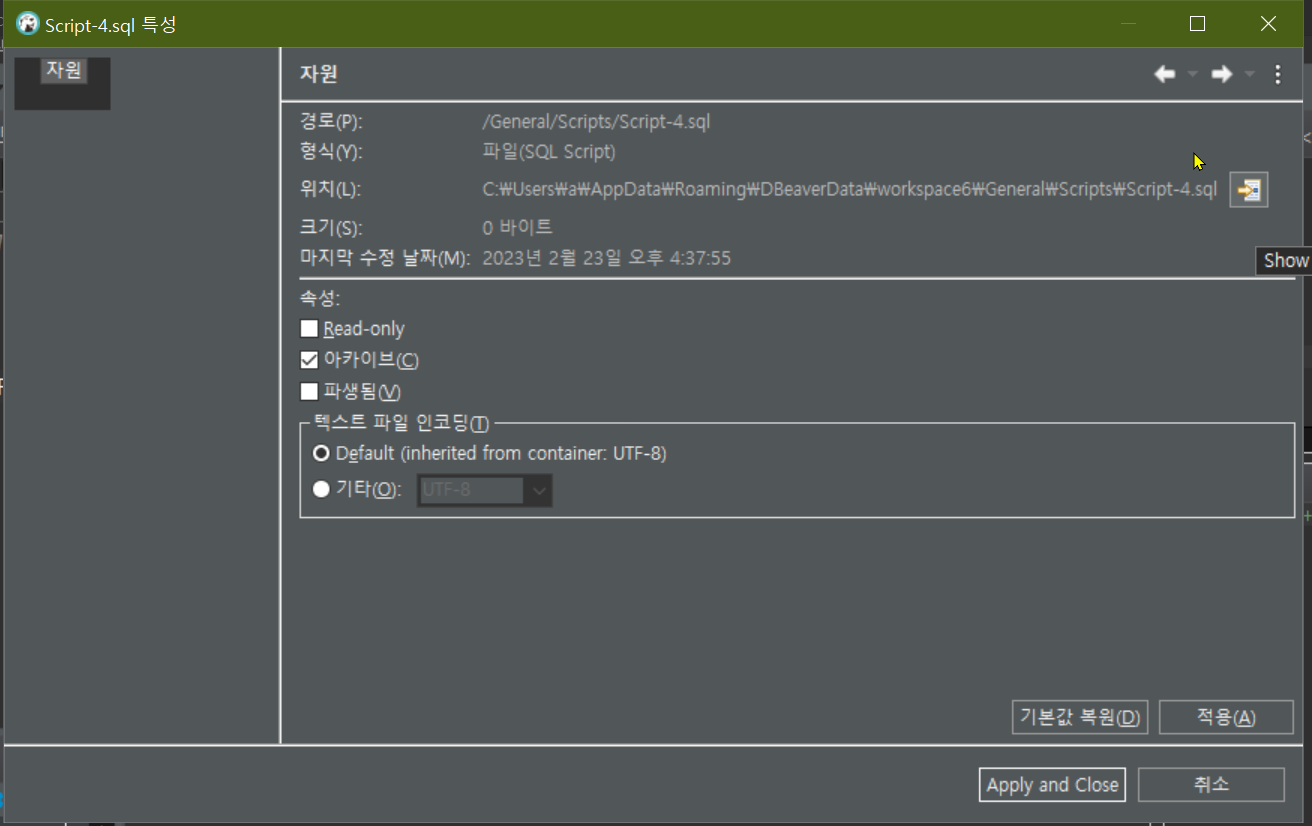 Script-4.sql 특성
자원
자원
경로(P): /General/Scripts/Script-4.sql
형식(Y): 파일(SQL Script)
위치(L): C:₩Users₩a₩AppData₩Roaming₩DBeaverData₩workspace6₩General₩Scripts₩Script-4.sql
크기(S): 0 바이트
Show
마지막 수정 날짜(M): 2023년 2월 23일 오후 4:37:55
속성:
Read-only
아카이브(C)
파생됨(V)
텍스트 파일 인코딩(T)
Default (inherited from container: UTF-8)
기타(O): UTF-8
기본값 복원(D) 적용(A)
Apply and Close 취소